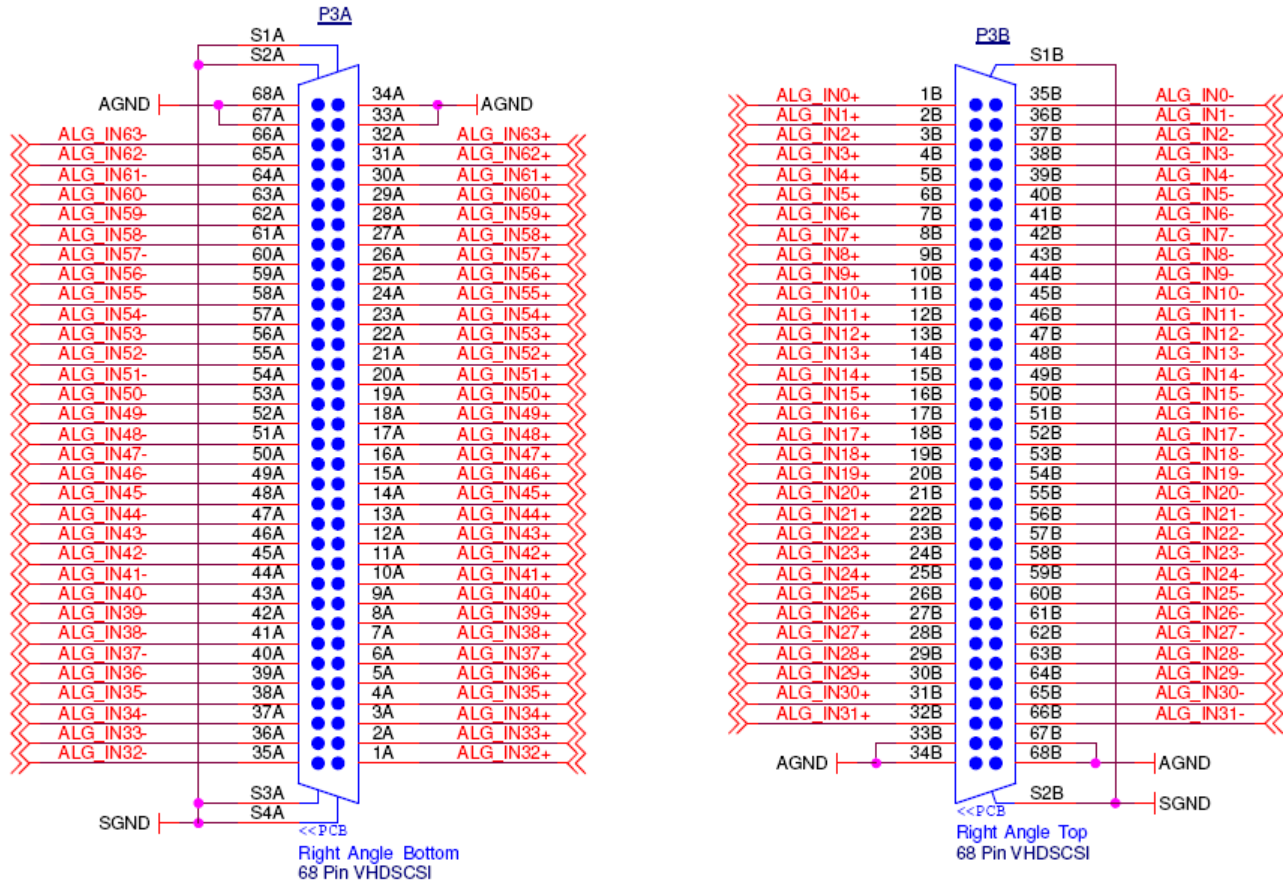 P3A
S1A
S2A
AGND 68A 34A AGND
67A 33A
ALG_IN63- 66A 32A ALG_IN63+
ALG_IN62- 65A 31A ALG_IN62+
ALG_IN61- 64A 30A ALG_IN61+
ALG_IN60- 63A 29A ALG_IN60+
ALG_IN59- 62A 28A ALG_IN59+
ALG_IN58- 61A 27A ALG_IN58+
ALG_IN57- 60A 26A ALG_IN57+
ALG_IN56- 59A 25A ALG_IN56+
ALG_IN55- 58A 24A ALG_IN55+
ALG_IN54- 57A 23A ALG_IN54+
ALG_IN53- 56A 22A ALG_IN53+
ALG_IN52- 55A 21A ALG_IN52+
ALG_IN51- 54A 20A ALG_IN51+
ALG_IN50- 53A 19A ALG_IN50+
ALG_IN49- 52A 18A ALG_IN49+
ALG_IN48- 51A 17A ALG_IN48+
ALG_IN47- 50A 16A ALG_IN47+
ALG_IN46- 49A 15A ALG_IN46+
ALG_IN45- 48A 14A ALG_IN45+
ALG_IN44- 47A 13A ALG_IN44+
ALG_IN43- 46A 12A ALG_IN43+
ALG_IN42- 45A 11A ALG_IN42+
ALG_IN41- 44A 10A ALG_IN41+
ALG_IN40- 43A 9A ALG_IN40+
ALG_IN39- 42A 8A ALG_IN39+
ALG_IN38- 41A 7A ALG_IN38+
ALG_IN37- 40A 6A ALG_IN37+
ALG_IN36- 39A 5A ALG_IN36+
ALG_IN35- 38A 4A ALG_IN35+
ALG_IN34- 37A 3A ALG_IN34+
ALG_IN33- 36A 2A ALG_IN33+
ALG_IN32- 35A 1A ALG_IN32+
S3A
SGND S4A
<<PCB
Right Angle Bottom
68 Pin VHDSCSI
P3B
S1B
ALG_IN0+ 1B 35B ALG_IN0-
ALG_IN1+ 2B 36B ALG_IN1-
ALG_IN2+ 3B 37B ALG_IN2-
ALG_IN3+ 4B 38B ALG_IN3-
ALG_IN4+ 5B 39B ALG_IN4-
ALG_IN5+ 6B 40B ALG_IN5-
ALG_IN6+ 7B 41B ALG_IN6-
ALG_IN7+ 8B 42B ALG_IN7-
ALG_IN8+ 9B 43B ALG_IN8-
ALG_IN9+ 10B 44B ALG_IN9-
ALG_IN10+ 11B 45B ALG_IN10-
ALG_IN11+ 12B 46B ALG_IN11-
ALG_IN12+ 13B 47B ALG_IN12-
ALG_IN13+ 14B 48B ALG_IN13-
ALG_IN14+ 15B 49B ALG_IN14-
ALG_IN15+ 16B 50B ALG_IN15-
ALG_IN16+ 17B 51B ALG_IN16-
ALG_IN17+ 18B 52B ALG_IN17-
ALG_IN18+ 19B 53B ALG_IN18-
ALG_IN19+ 20B 54B ALG_IN19-
ALG_IN20+ 21B 55B ALG_IN20-
ALG_IN21+ 22B 56B ALG_IN21-
ALG_IN22+ 23B 57B ALG_IN22-
ALG_IN23+ 24B 58B ALG_IN23-
ALG_IN24+ 25B 59B ALG_IN24-
ALG_IN25+ 26B 60B ALG_IN25-
ALG_IN26+ 27B 61B ALG_IN26-
ALG_IN27+ 28B 62B ALG_IN27-
ALG_IN28+ 29B 63B ALG_IN28-
ALG_IN29+ 30B 64B ALG_IN29-
ALG_IN30+ 31B 65B ALG_IN30-
ALG_IN31+ 32B 66B ALG_IN31-
33B 67B
AGND 34B 68B AGND
S2B SGND
<<PCB
Right Angle Top
68 Pin VHDSCSI